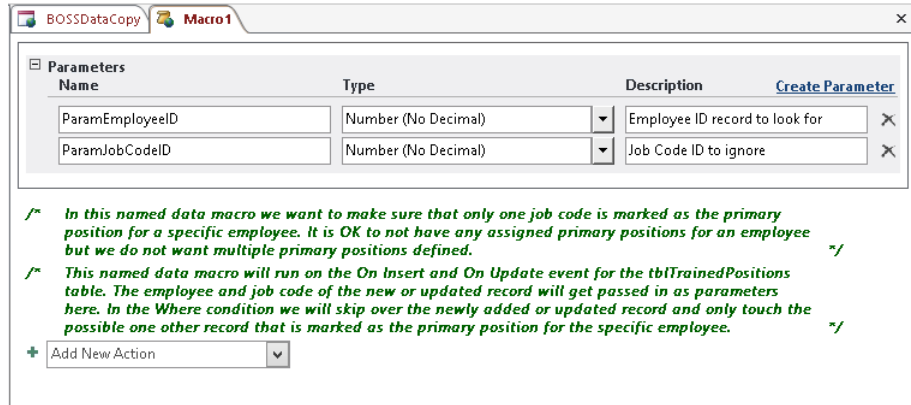 BOSSDataCopy Macro1
Parameters
Name Type Description Create Parameter
ParamEmployeeID Number (No Decimal) Employee ID record to look for
ParamJobCodeID Number (No Decimal) Job Code ID to ignore
/* In this named data macro we want to make sure that only one job code is marked as the primary
position for a specific employee. It is OK to not have any assigned primary positions for an employee
but we do not want multiple primary positions defined. */
/* This named data macro will run on the On Insert and On Update event for the tblTrainedPositions
table. The employee and job code of the new or updated record will get passed in as parameters
here. In the Where condition we will skip over the newly added or updated record and only touch the
possible one other record that is marked as the primary position for the specific employee. */
Add New Action